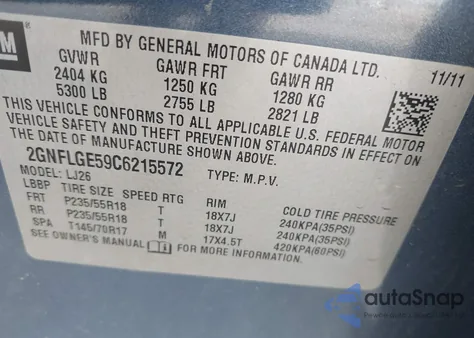 GM
MFD BY GENERAL MOTORS OF CANADA LTD.
GVWR GAWR FRT GAWR RR 11/11
2404 KG 1250 KG 1280 KG
5300 LB 2755 LB 2821 LB
THIS VEHICLE CONFORMS TO ALL APPLICABLE U.S. FEDERAL MOTOR
VEHICLE SAFETY AND THEFT PREVENTION STANDARDS IN EFFECT ON
THE DATE OF MANUFACTURE SHOWN ABOVE.
2GNFLGE59C6215572 TYPE: M.P.V.
MODEL: LJ26
LBBP TIRE SIZE SPEED RTG RIM COLD TIRE PRESSURE
FRT P235/55R18 T 18X7J 240KPA(35PSI)
RR P235/55R18 T 18X7J 240KPA(35PSI)
SPA T145/70R17 M 17X4.5T 420KPA(60PSI)
SEE OWNER'S MANUAL FOR MORE INFORMATION.
autoSnap